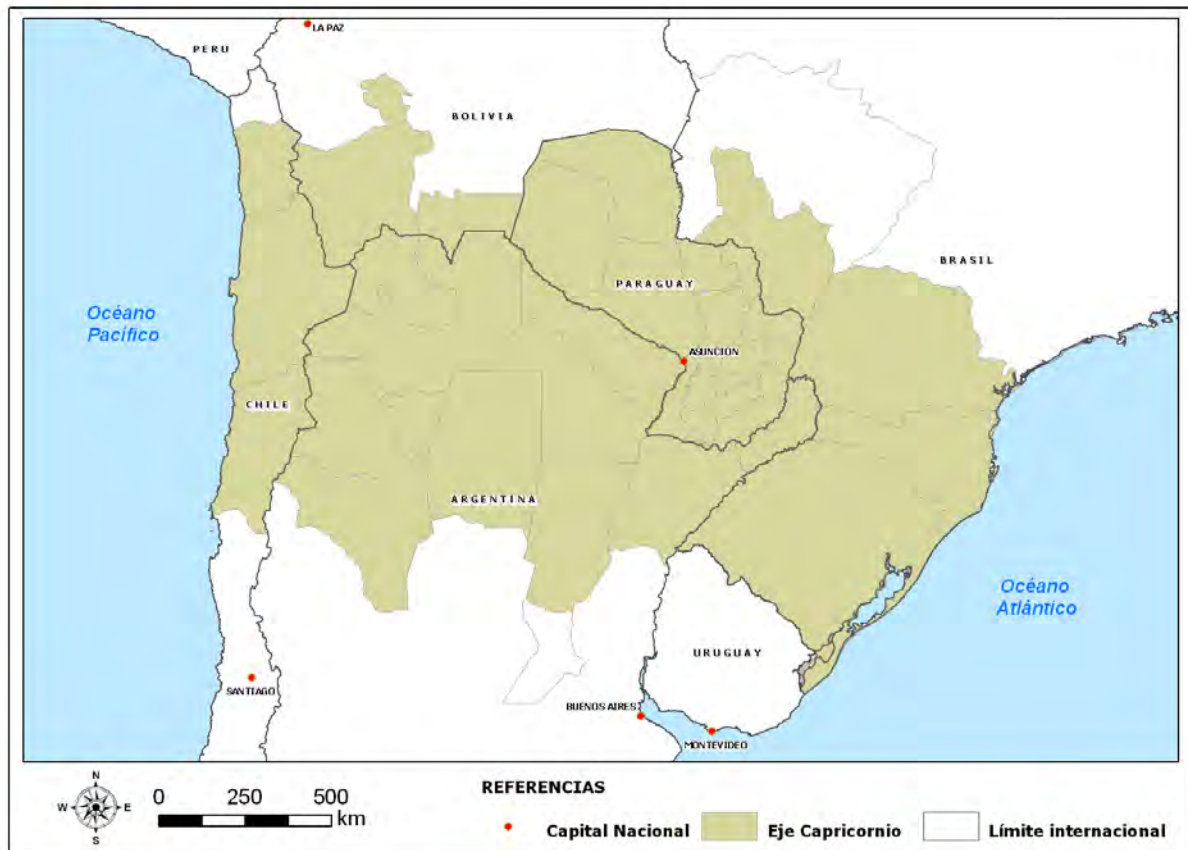 LA PAZ
PERU
BOLIVIA
BRASIL
PARAGUAY
Océano
Pacífico
ASUNCION
CHILE
ARGENTINA
Océano
Atlántico
URUGUAY
SANTIAGO
BUENOS AIRES
MONTEVIDEO
REFERENCIAS
N
W E
S
0 250 500
km
Capital Nacional
Eje Capricornio
Límite internacional